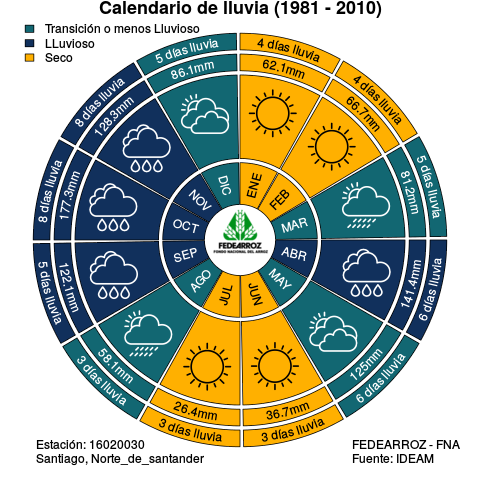 Calendario de lluvia (1981 - 2010)
Transición o menos Lluvioso
LLuvioso
Seco
4 días lluvia
62.1mm
ENE
4 días lluvia
66.7mm
FEB
5 días lluvia
81.2mm
MAR
6 días lluvia
141.4mm
ABR
6 días lluvia
125mm
MAY
3 días lluvia
36.7mm
JUN
3 días lluvia
26.4mm
JUL
3 días lluvia
58.1mm
AGO
5 días lluvia
122.1mm
SEP
8 días lluvia
177.3mm
OCT
8 días lluvia
128.3mm
NOV
5 días lluvia
86.1mm
DIC
FEDEARROZ
FONDO NACIONAL DEL ARROZ
Estación: 16020030
Santiago, Norte_de_santander
FEDEARROZ - FNA
Fuente: IDEAM